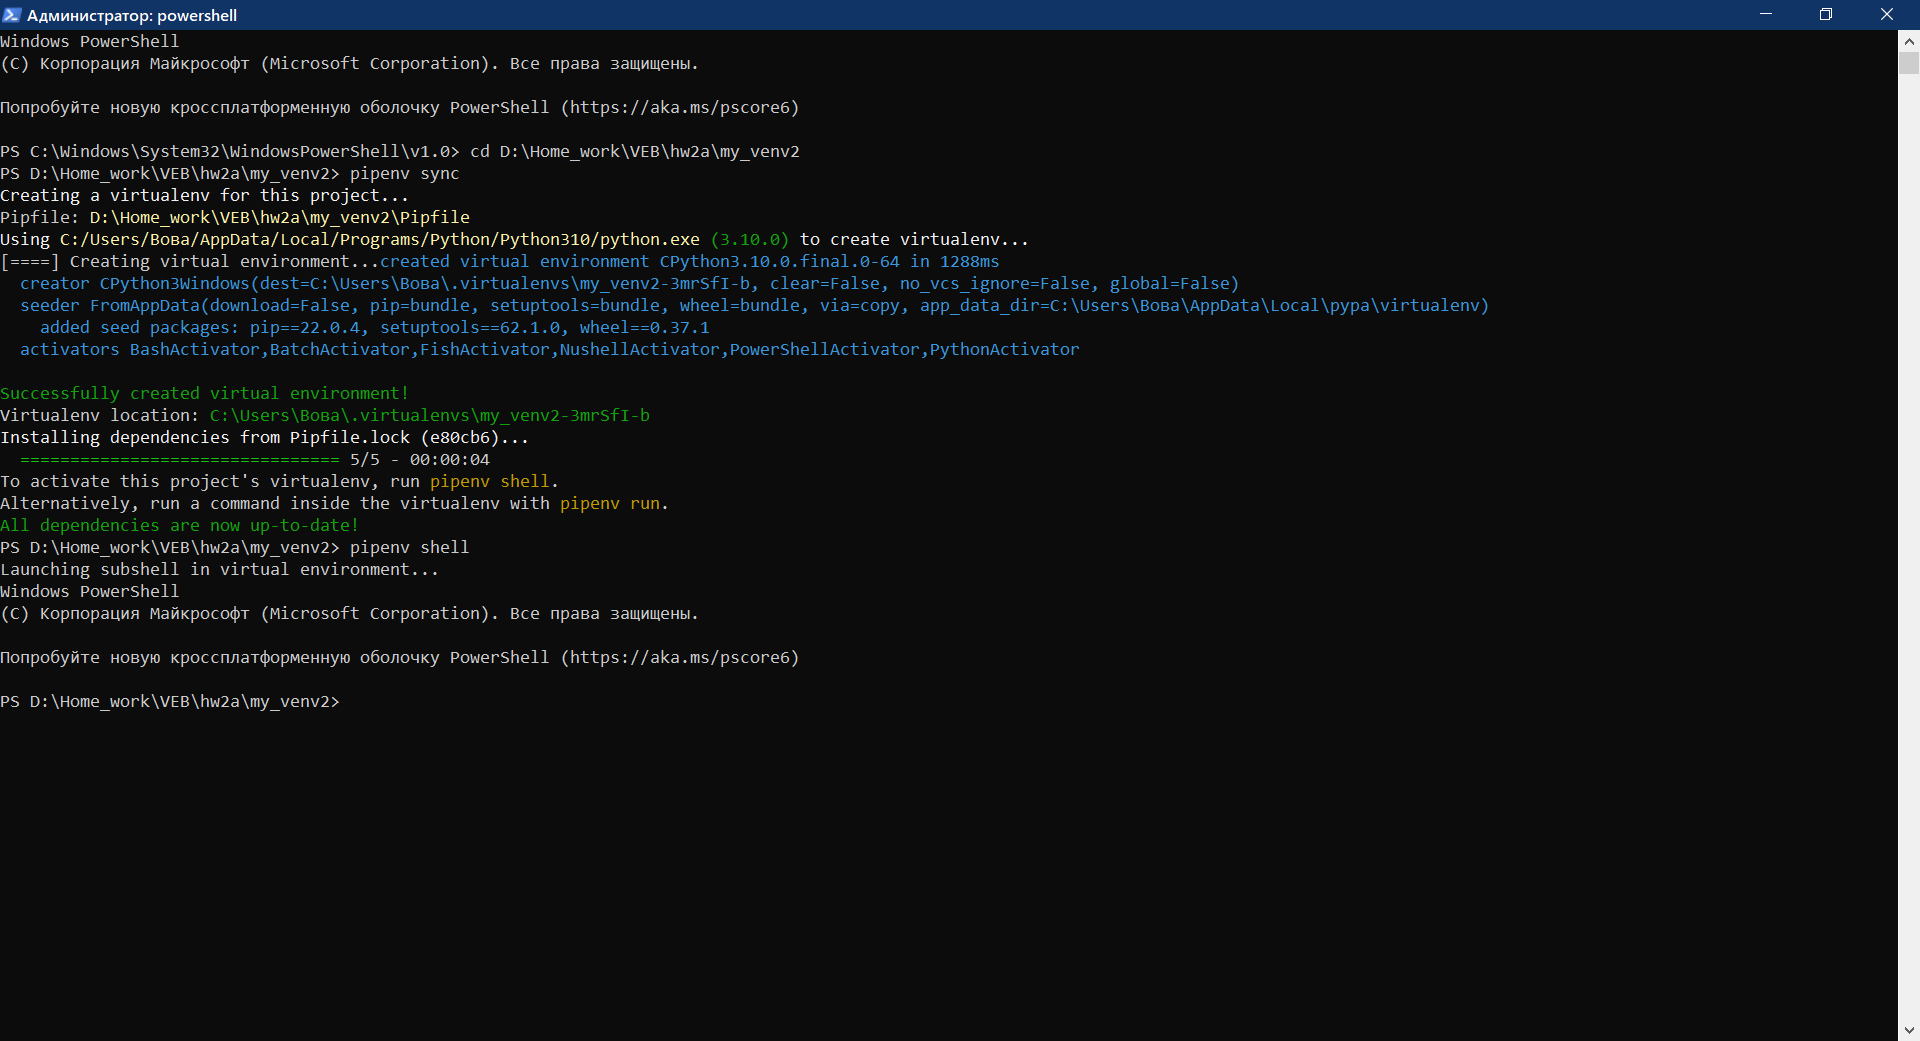 Администратор: powershell
Windows PowerShell
(C) Корпорация Майкрософт (Microsoft Corporation). Все права защищены.
Попробуйте новую кроссплатформенную оболочку PowerShell (https://aka.ms/pscore6)
PS C:\Windows\System32\WindowsPowerShell\v1.0> cd D:\Home_work\VEB\hw2a\my_venv2
PS D:\Home_work\VEB\hw2a\my_venv2> pipenv sync
Creating a virtualenv for this project...
Pipfile: D:\Home_work\VEB\hw2a\my_venv2\Pipfile
Using C:/Users/Вова/AppData/Local/Programs/Python/Python310/python.exe (3.10.0) to create virtualenv...
[====] Creating virtual environment...created virtual environment CPython3.10.0.final.0-64 in 1288ms
  creator CPython3Windows(dest=C:\Users\Вова\.virtualenvs\my_venv2-3mrSfI-b, clear=False, no_vcs_ignore=False, global=False)
  seeder FromAppData(download=False, pip=bundle, setuptools=bundle, wheel=bundle, via=copy, app_data_dir=C:\Users\Вова\AppData\Local\pypa\virtualenv)
    added seed packages: pip==22.0.4, setuptools==62.1.0, wheel==0.37.1
  activators BashActivator,BatchActivator,FishActivator,NushellActivator,PowerShellActivator,PythonActivator
Successfully created virtual environment!
Virtualenv location: C:\Users\Вова\.virtualenvs\my_venv2-3mrSfI-b
Installing dependencies from Pipfile.lock (e80cb6)...
  ================================ 5/5 - 00:00:04
To activate this project's virtualenv, run pipenv shell.
Alternatively, run a command inside the virtualenv with pipenv run.
All dependencies are now up-to-date!
PS D:\Home_work\VEB\hw2a\my_venv2> pipenv shell
Launching subshell in virtual environment...
Windows PowerShell
(C) Корпорация Майкрософт (Microsoft Corporation). Все права защищены.
Попробуйте новую кроссплатформенную оболочку PowerShell (https://aka.ms/pscore6)
PS D:\Home_work\VEB\hw2a\my_venv2>